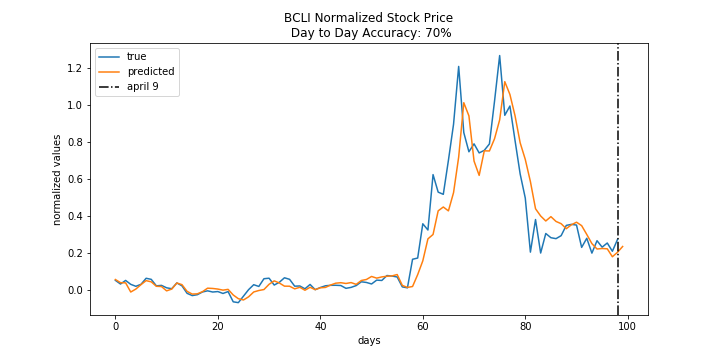 BCLI Normalized Stock Price
Day to Day Accuracy: 70%
true
predicted
april 9
normalized values
1.2
1.0
0.8
0.6
0.4
0.2
0.0
0
20
40
60
80
100
days